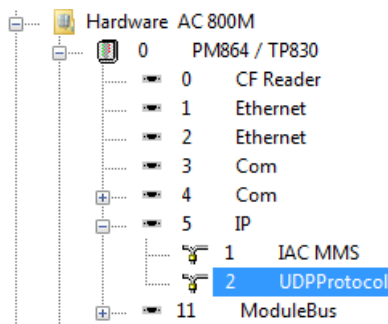 Hardware AC 800M
0 PM864 / TP830
0 CF Reader
1 Ethernet
2 Ethernet
3 Com
4 Com
5 IP
1 IAC MMS
2 UDPProtocol
11 ModuleBus